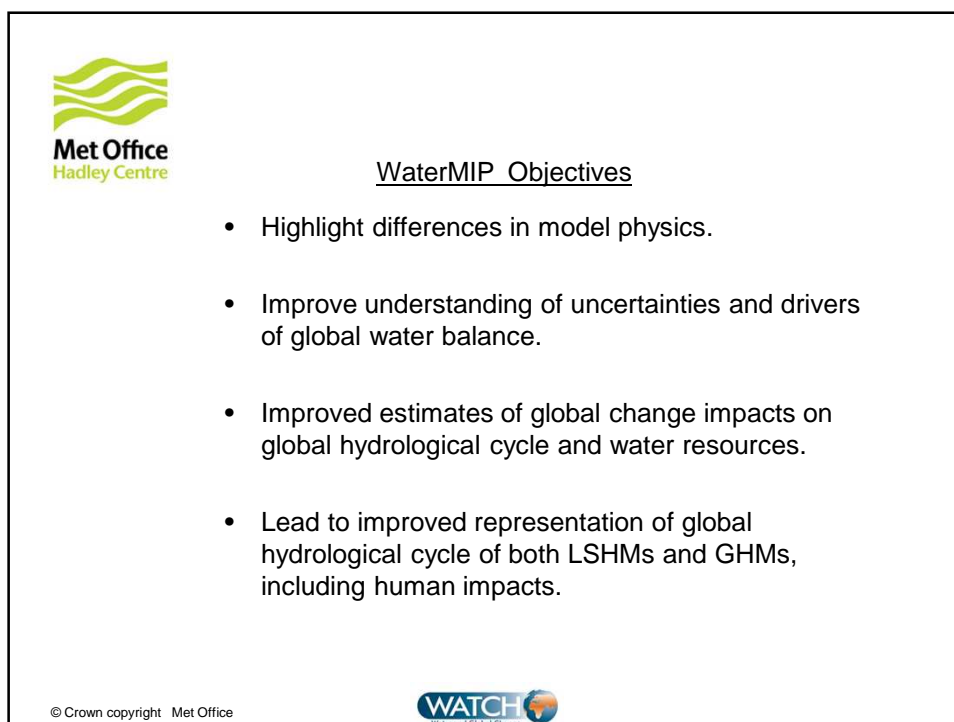 Met Office
Hadley Centre
WaterMIP Objectives
• Highlight differences in model physics.
• Improve understanding of uncertainties and drivers
of global water balance.
• Improved estimates of global change impacts on
global hydrological cycle and water resources.
• Lead to improved representation of global
hydrological cycle of both LSHMs and GHMs,
including human impacts.
© Crown copyright Met Office
WATCH